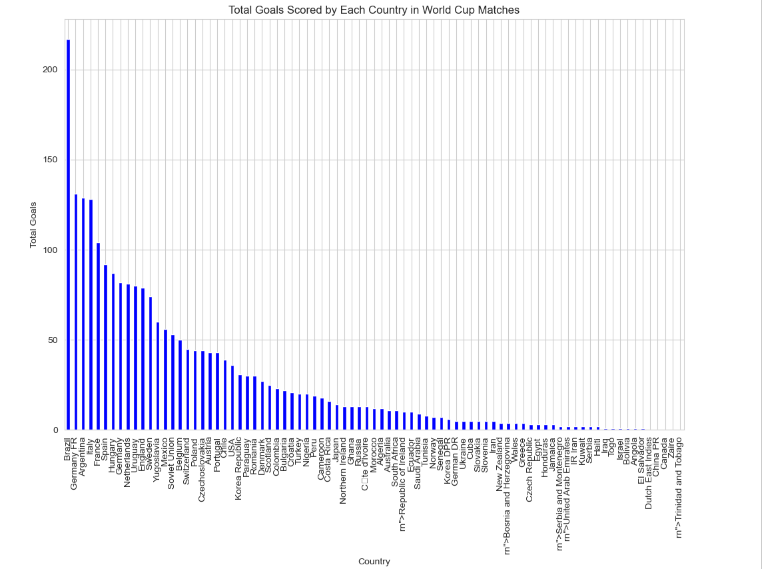 Total Goals Scored by Each Country in World Cup Matches
Total Goals
200
150
100
50
0
Brazil
Germany FR
Argentina
Italy
France
Spain
Hungary
Germany
Netherlands
Uruguay
England
Sweden
Yugoslavia
Mexico
Soviet Union
Belgium
Switzerland
Poland
Czechoslovakia
Austria
Portugal
Chile
USA
Korea Republic
Paraguay
Romania
Denmark
Scotland
Colombia
Bulgaria
Croatia
Turkey
Nigeria
Peru
Cameroon
Costa Rica
Japan
Northern Ireland
Ghana
Russia
C□te d'Ivoire
Morocco
Algeria
Australia
South Africa
rn">Republic of Ireland
Ecuador
Saudi Arabia
Tunisia
Norway
Senegal
Korea DPR
German DR
Ukraine
Cuba
Slovakia
Slovenia
Iran
New Zealand
rn">Bosnia and Herzegovina
Wales
Greece
Czech Republic
Egypt
Honduras
Jamaica
rn">Serbia and Montenegro
rn">United Arab Emirates
IR Iran
Kuwait
Serbia
Haiti
Iraq
Togo
Israel
Bolivia
Angola
El Salvador
Dutch East Indies
China PR
Canada
Zaire
rn">Trinidad and Tobago
Country